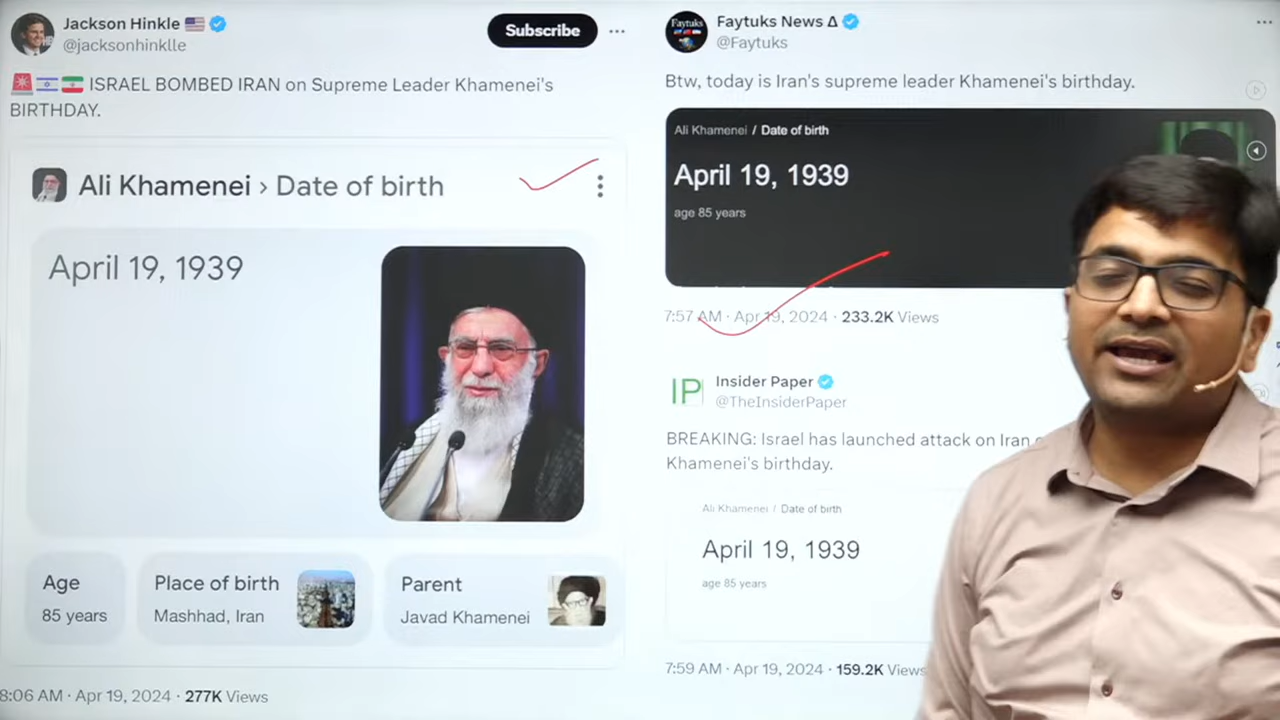 Jackson Hinkle
@jacksonhinklle
Subscribe
ISRAEL BOMBED IRAN on Supreme Leader Khamenei's
BIRTHDAY.
Ali Khamenei › Date of birth
April 19, 1939
Age
85 years
Place of birth
Mashhad, Iran
Parent
Javad Khamenei
8:06 AM · Apr 19, 2024 · 277K Views
Faytuks News Δ
@Faytuks
Btw, today is Iran's supreme leader Khamenei's birthday.
Ali Khamenei / Date of birth
April 19, 1939
age 85 years
7:57 AM · Apr 19, 2024 · 233.2K Views
IP Insider Paper
@TheInsiderPaper
BREAKING: Israel has launched attack on Iran
Khamenei's birthday.
Ali Khamenei / Date of birth
April 19, 1939
age 85 years
7:59 AM · Apr 19, 2024 · 159.2K Views